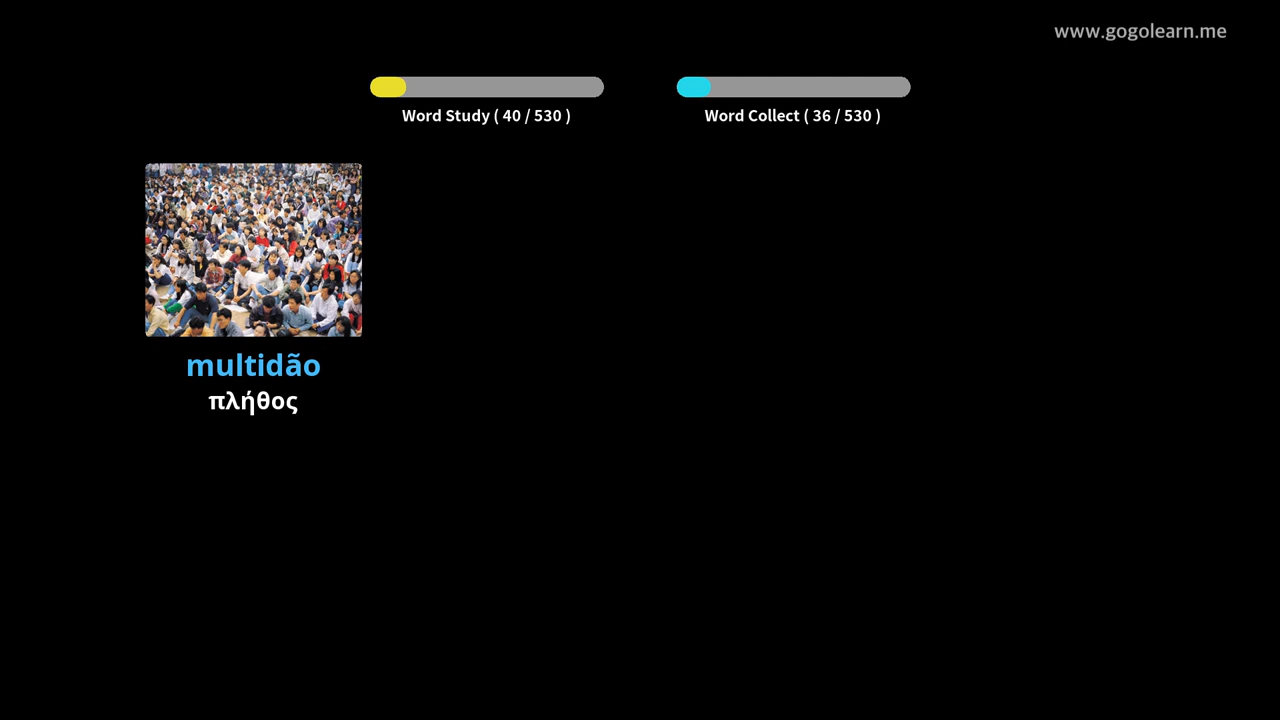 www.gogolearn.me
Word Study ( 40 / 530 )
Word Collect ( 36 / 530 )
multidão
πλήθος